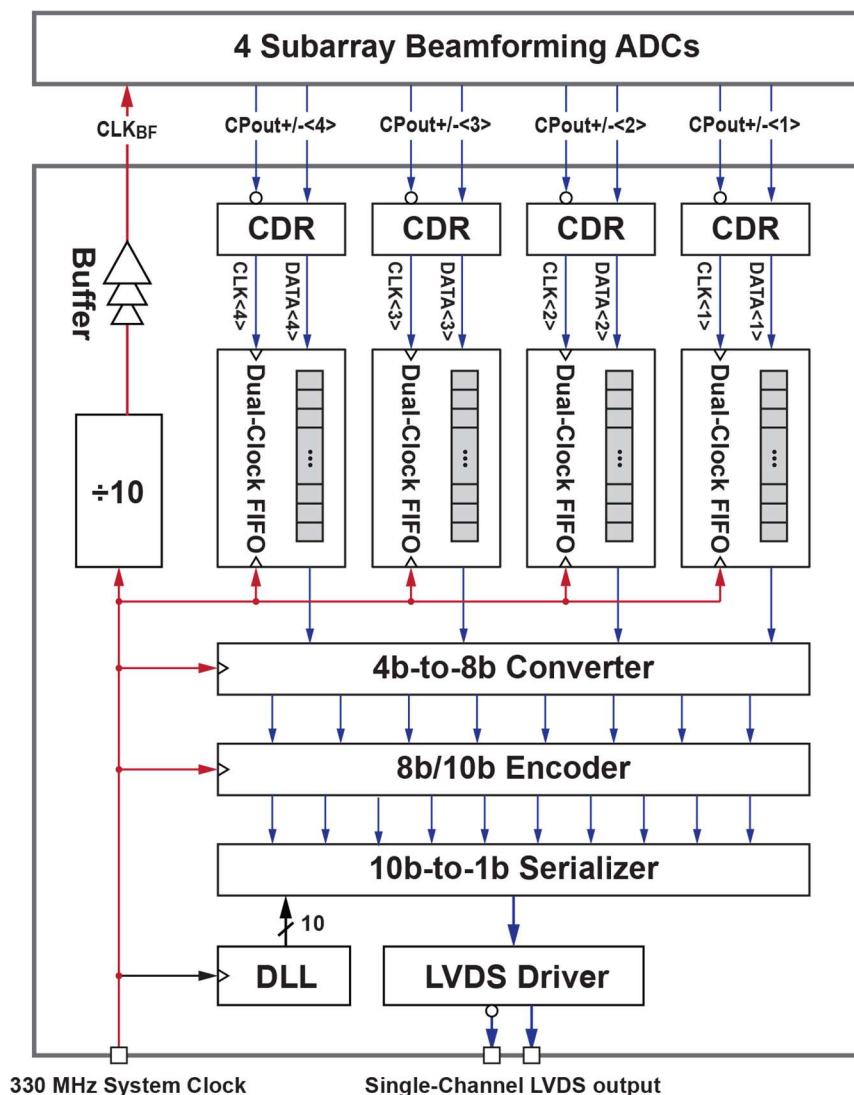 4 Subarray Beamforming ADCs
CLKBF
CPout+/-<4>
CPout+/-<3>
CPout+/-<2>
CPout+/-<1>
CDR
CDR
CDR
CDR
CLK<4>
DATA<4>
CLK<3>
DATA<3>
CLK<2>
DATA<2>
CLK<1>
DATA<1>
Buffer
Dual-Clock FIFO
...
Dual-Clock FIFO
...
Dual-Clock FIFO
...
Dual-Clock FIFO
...
÷10
4b-to-8b Converter
8b/10b Encoder
10b-to-1b Serializer
10
DLL
LVDS Driver
330 MHz System Clock
Single-Channel LVDS output